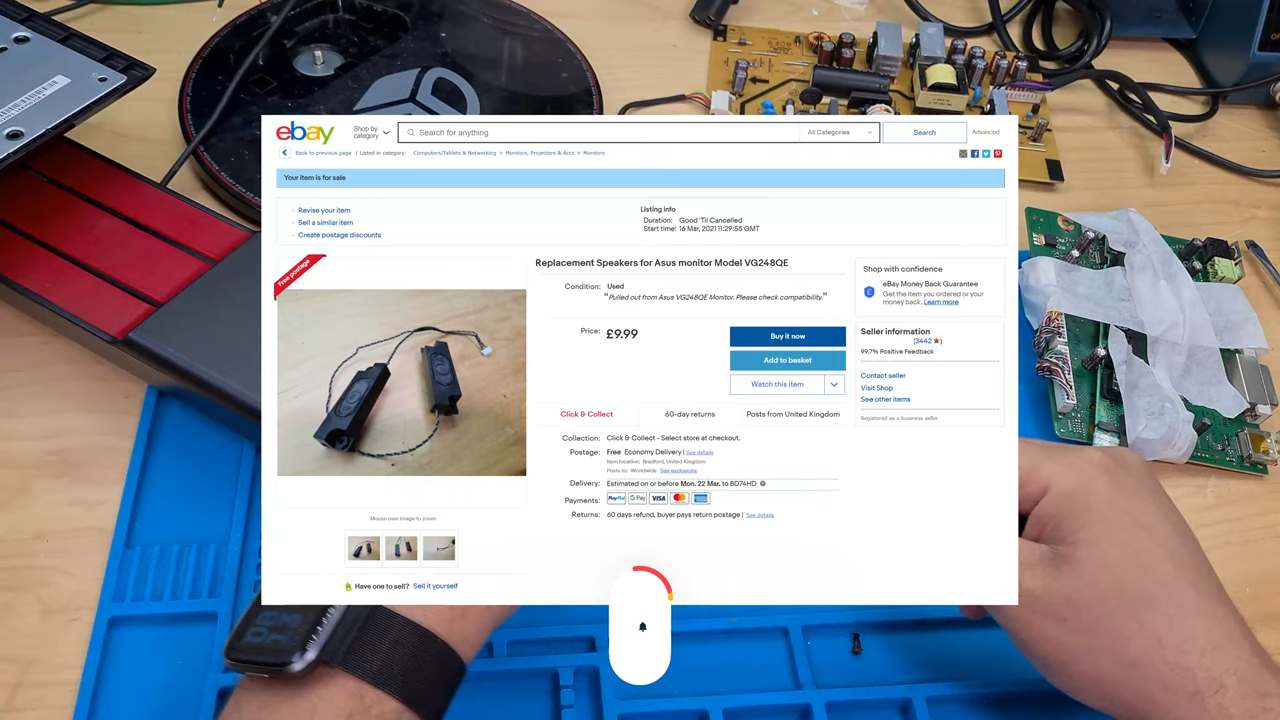 ebay
Shop by category
Search for anything
All Categories
Search
Advanced
Back to previous page | Listed in category: Computers/Tablets & Networking > Monitors, Projectors & Accs > Monitors
Your item is for sale
Revise your item
Sell a similar item
Create postage discounts
Listing info
Duration: Good 'Til Cancelled
Start time: 16 Mar, 2021 11:29:55 GMT
Free postage
Mouse over image to zoom
Have one to sell? Sell it yourself
Replacement Speakers for Asus monitor Model VG248QE
Condition: Used
“Pulled out from Asus VG248QE Monitor. Please check compatibility.”
Price: £9.99
Buy it now
Add to basket
Watch this item
Click & Collect
60-day returns
Posts from United Kingdom
Collection: Click & Collect - Select store at checkout.
Postage: Free Economy Delivery | See details
Item location: Bradford, United Kingdom
Posts to: Worldwide See exclusions
Delivery: Estimated on or before Mon. 22 Mar. to BD74HD
Payments: PayPal G Pay VISA
Returns: 60 days refund, buyer pays return postage | See details
Shop with confidence
eBay Money Back Guarantee
Get the item you ordered or your
money back. Learn more
Seller information
(3442)
99.7% Positive Feedback
Contact seller
Visit Shop
See other items
Registered as a business seller